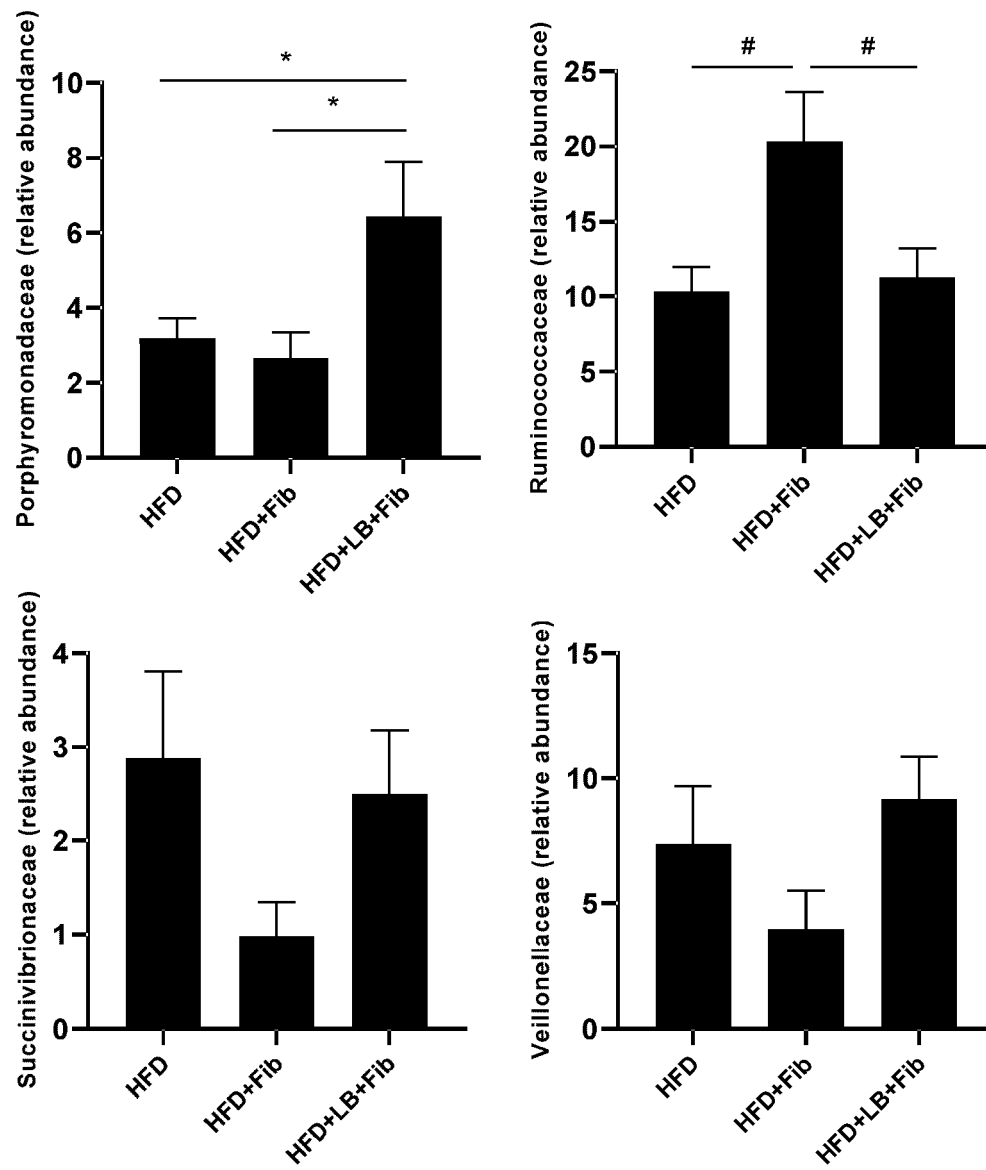 Porphyromonadaceae (relative abundance)
10
8
6
4
2
0
*
*
HFD
HFD+Fib
HFD+LB+Fib
Ruminococcaceae (relative abundance)
25
20
15
10
5
0
#
#
HFD
HFD+Fib
HFD+LB+Fib
Succinivibrionaceae (relative abundance)
4
3
2
1
0
HFD
HFD+Fib
HFD+LB+Fib
Veillonellaceae (relative abundance)
15
10
5
0
HFD
HFD+Fib
HFD+LB+Fib